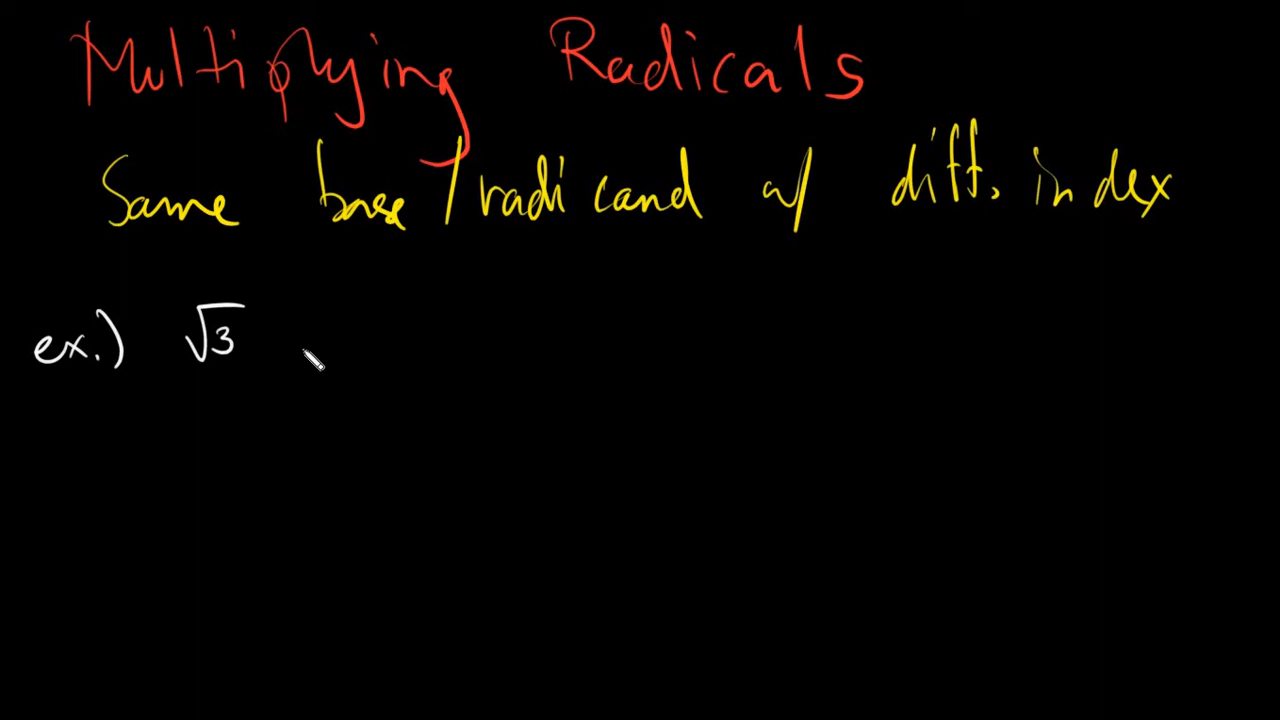 Multiplying Radicals
Same base/radicand w/ diff. index
ex.) √3